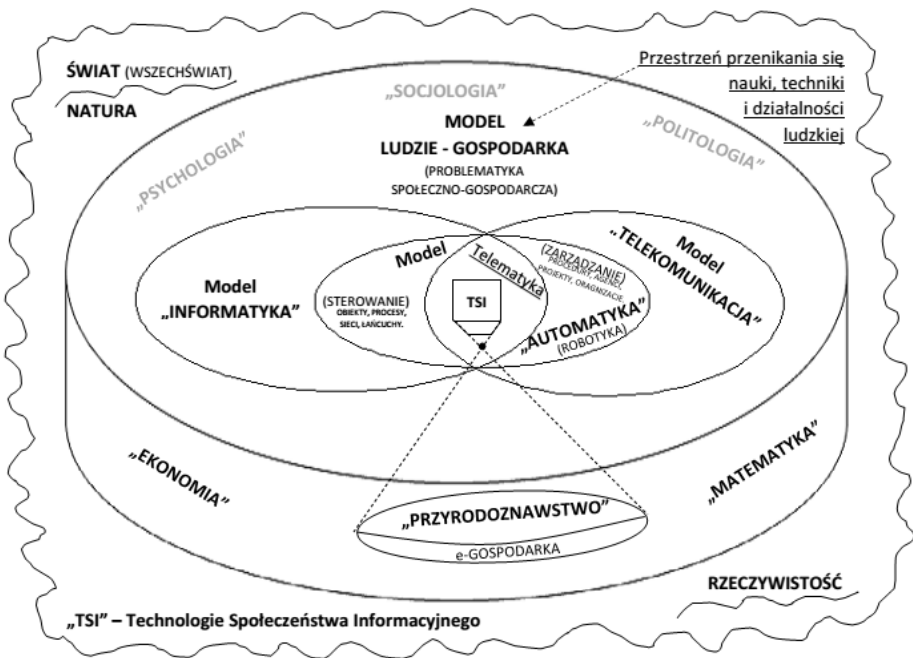 ŚWIAT (WSZECHŚWIAT)
NATURA
Przestrzeń przenikania się
nauki, techniki
i działalności
ludzkiej
„SOCJOLOGIA”
„PSYCHOLOGIA”
„POLITOLOGIA”
MODEL
LUDZIE - GOSPODARKA
(PROBLEMATYKA
SPOŁECZNO-GOSPODARCZA)
Model
„INFORMATYKA”
Model
(STEROWANIE)
OBIEKTY, PROCESY,
SIECI, ŁAŃCUCHY.
Telematyka
TSI
(ZARZĄDZANIE)
PROCEDURY, AGENCI,
PROJEKTY, ORAGNIZACJE.
„AUTOMATYKA”
(ROBOTYKA)
Model
„TELEKOMUNIKACJA”
„EKONOMIA”
„MATEMATYKA”
„PRZYRODOZNAWSTWO”
e-GOSPODARKA
RZECZYWISTOŚĆ
„TSI” – Technologie Społeczeństwa Informacyjnego